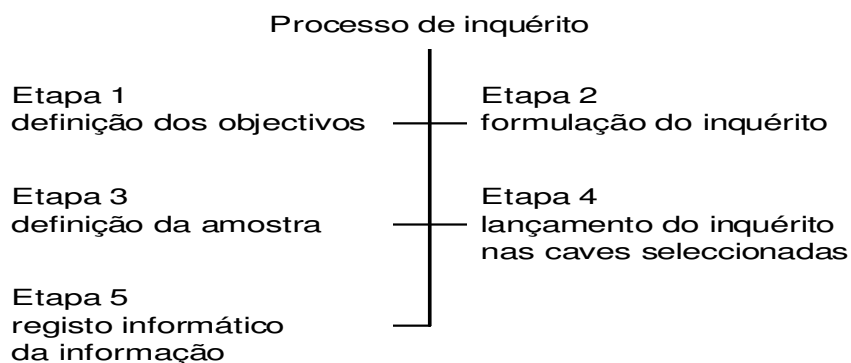 Processo de inquérito
Etapa 1
definição dos objectivos
Etapa 2
formulação do inquérito
Etapa 3
definição da amostra
Etapa 4
lançamento do inquérito
nas caves seleccionadas
Etapa 5
registo informático
da informação